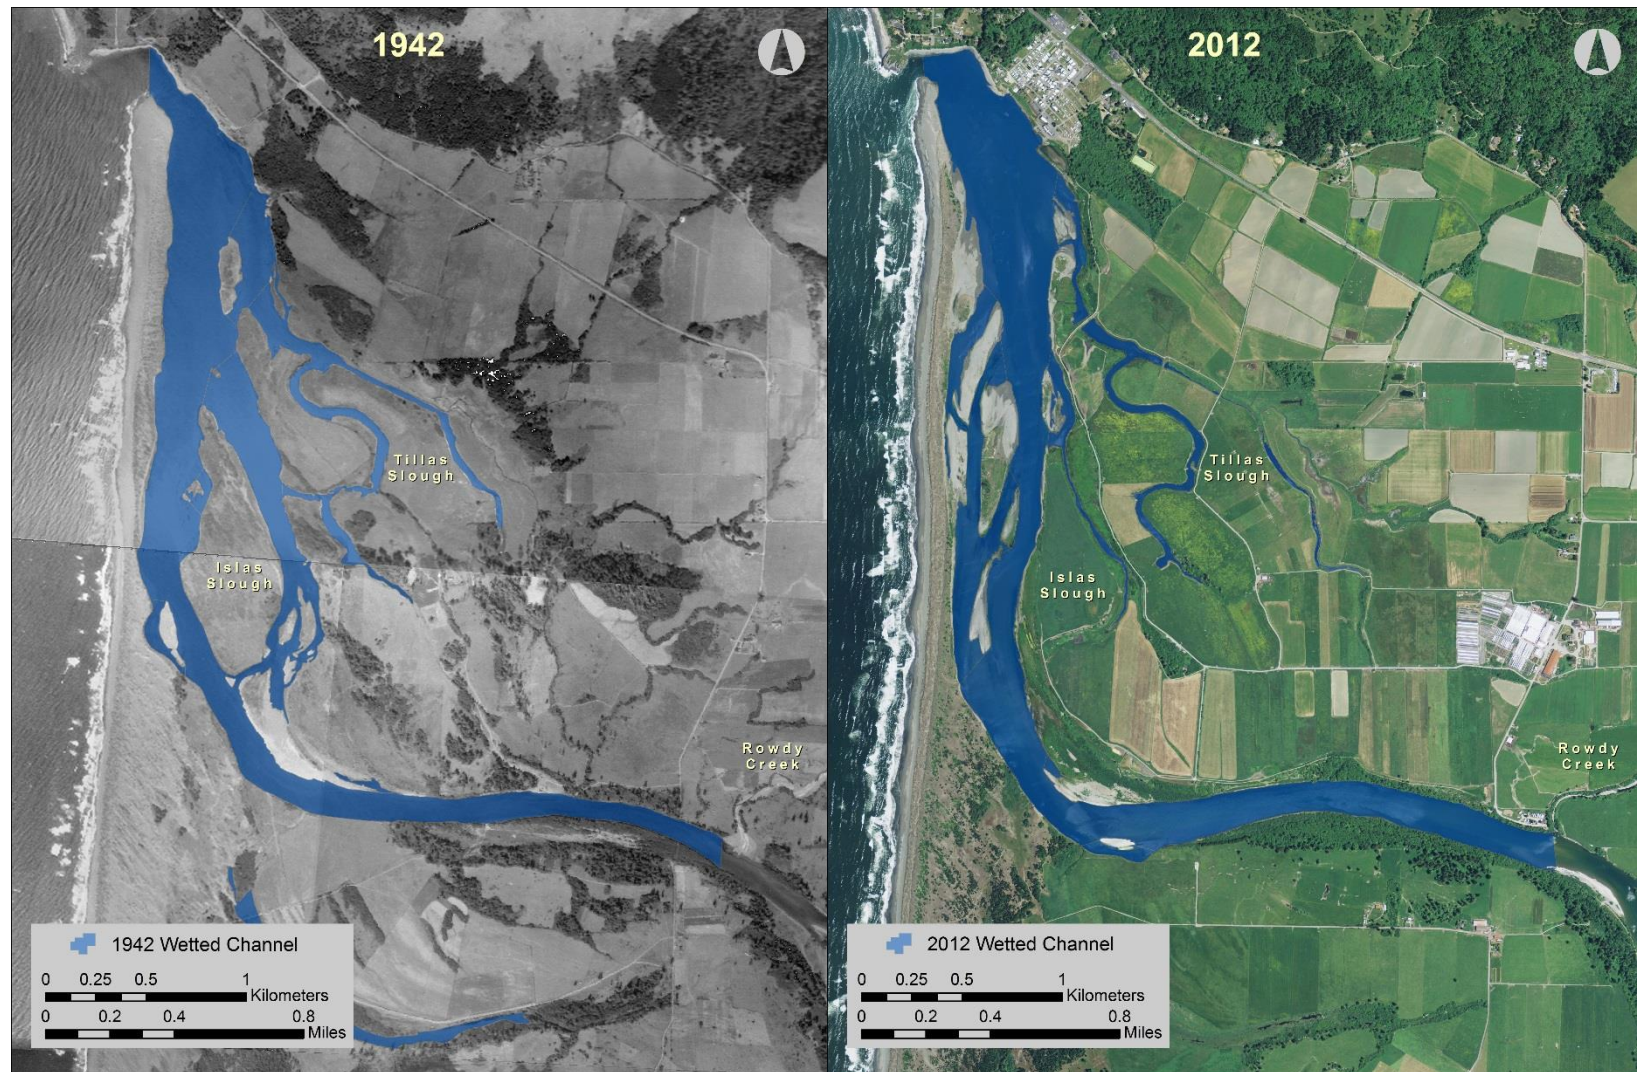 1942
Tillas
Slough
Islas
Slough
Rowdy
Creek
1942 Wetted Channel
0 0.25 0.5 1
Kilometers
0 0.2 0.4 0.8
Miles
2012
Tillas
Slough
Islas
Slough
Rowdy
Creek
2012 Wetted Channel
0 0.25 0.5 1
Kilometers
0 0.2 0.4 0.8
Miles